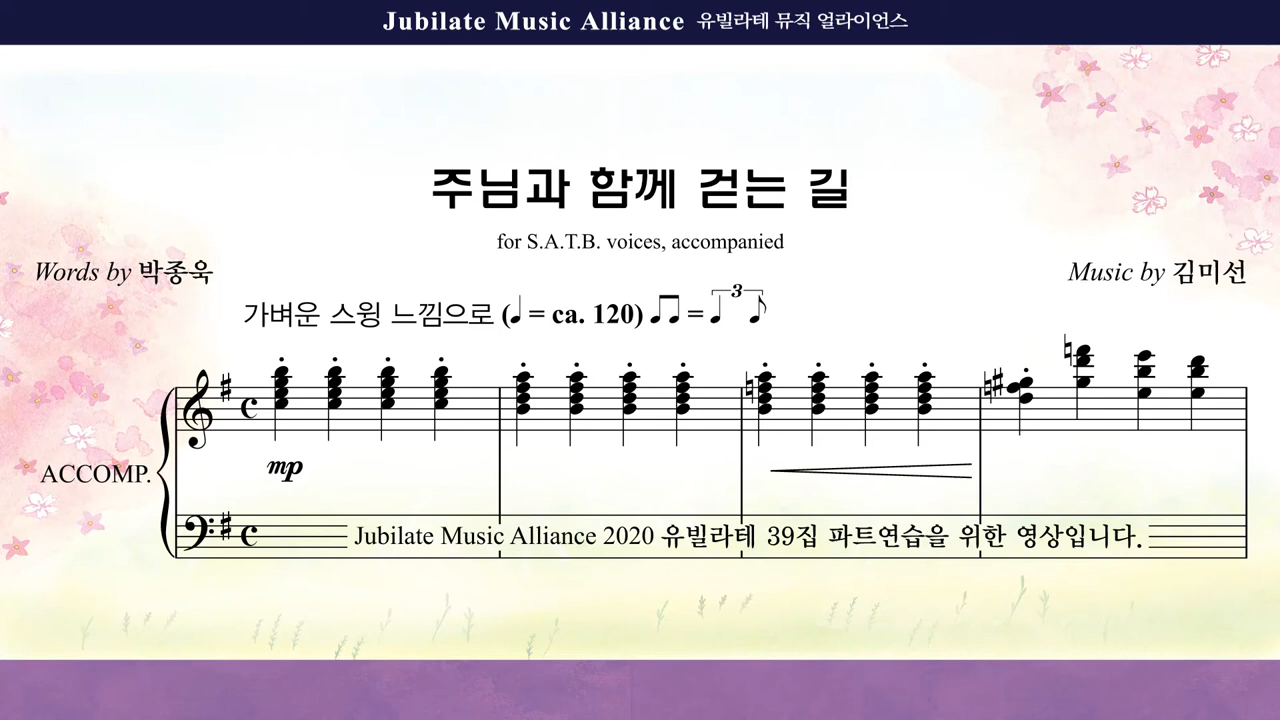 Jubilate Music Alliance 유빌라테 뮤직 얼라이언스
주님과 함께 걷는 길
for S.A.T.B. voices, accompanied
Words by 박종욱
Music by 김미선
가벼운 스윙 느낌으로 (♩ = ca. 120) ♫ = ♩ 3 ♪
mp
ACCOMP.
Jubilate Music Alliance 2020 유빌라테 39집 파트연습을 위한 영상입니다.